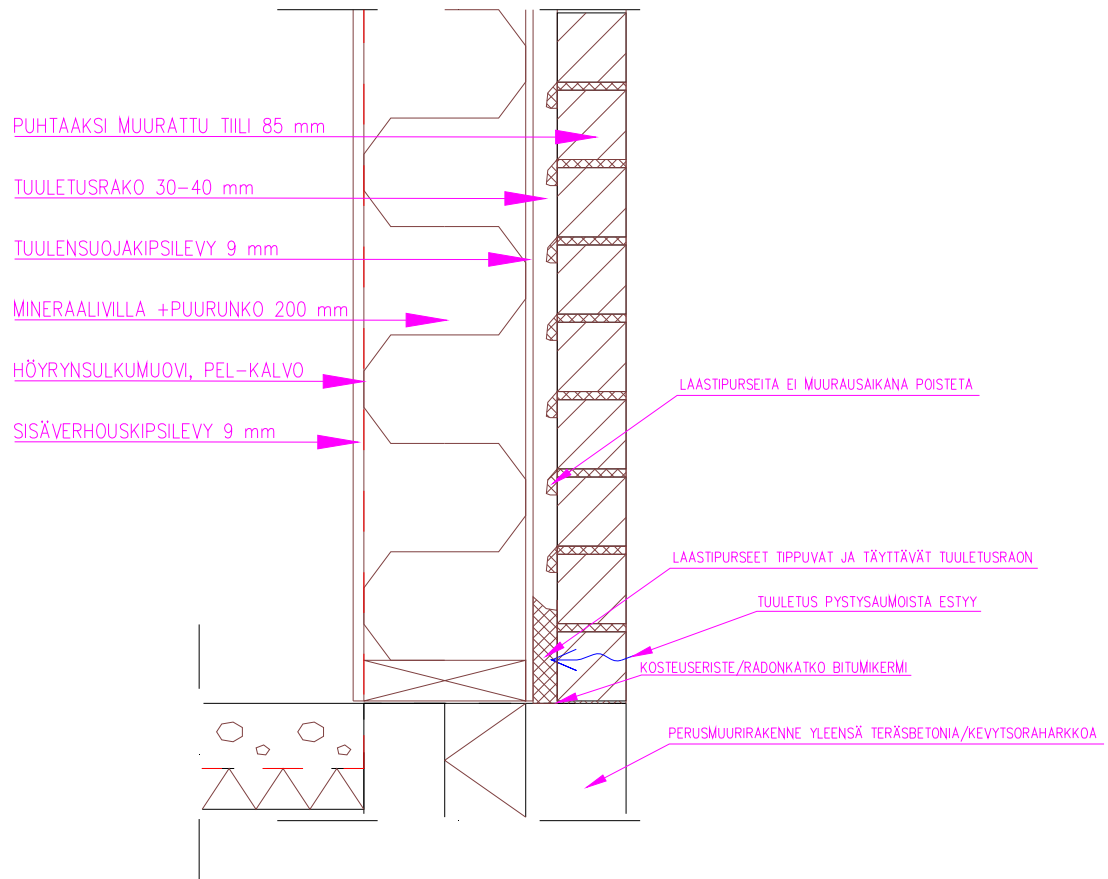 PUHTAAKSI MUURATTU TIILI 85 mm
TUULETUSRAKO 30-40 mm
TUULENSUOJAKIPSILEVY 9 mm
MINERAALIVILLA +PUURUNKO 200 mm
HÖYRYNSULKUMUOVI, PEL-KALVO
SISÄVERHOUSKIPSILEVY 9 mm
LAASTIPURSEITA EI MUURAUSAIKANA POISTETA
LAASTIPURSEET TIPPUVAT JA TÄYTTÄVÄT TUULETUSRAON
TUULETUS PYSTYSAUMOISTA ESTYY
KOSTEUSERISTE/RADONKATKO BITUMIKERMI
PERUSMUURIRAKENNE YLEENSÄ TERÄSBETONIA/KEVYTSORAHARKKOA